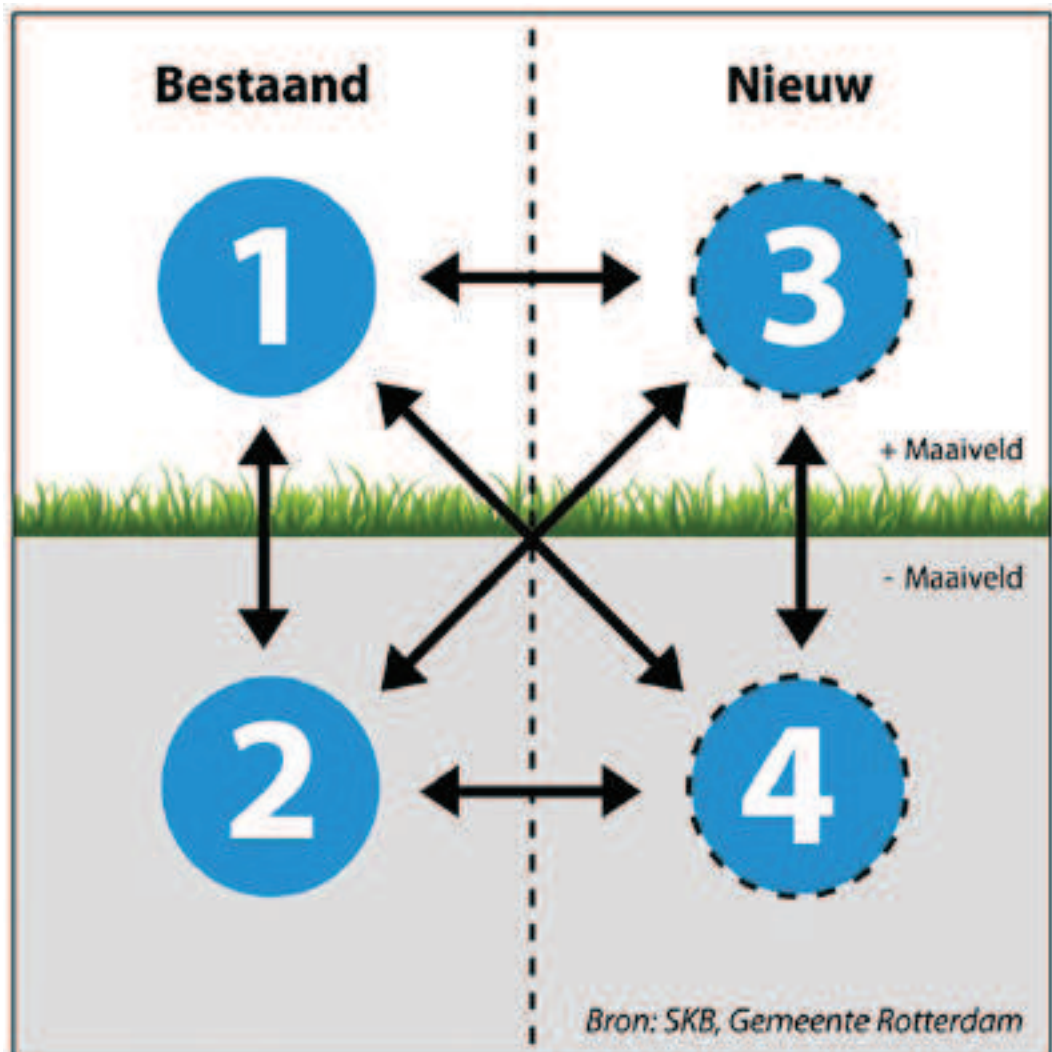 Bestaand
Nieuw
1
3
+ Maaiveld
- Maaiveld
2
4
Bron: SKB, Gemeente Rotterdam